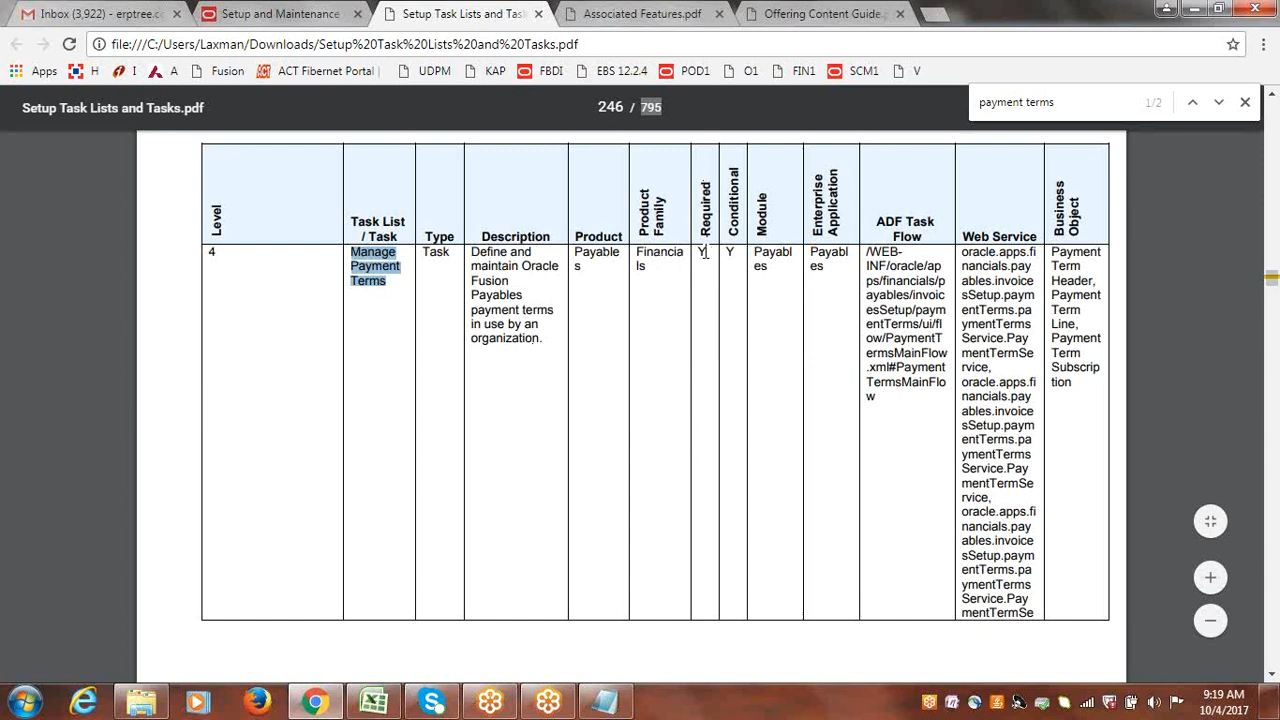 Inbox (3,922) - erptree.c
Setup and Maintenance
Setup Task Lists and Tas
Associated Features.pdf
Offering Content Guide
file:///C:/Users/Laxman/Downloads/Setup%20Task%20Lists%20and%20Tasks.pdf
Apps
H
I
A
Fusion
ACT Fibernet Portal
UDPM
KAP
FBDI
EBS 12.2.4
POD1
O1
FIN1
SCM1
V
Setup Task Lists and Tasks.pdf
246 / 795
payment terms
1/2
Level
Task List
/ Task
Type
Description
Product
Product
Family
Required
Conditional
Module
Enterprise
Application
ADF Task
Flow
Web Service
Business
Object
4
Manage
Payment
Terms
Task
Define and
maintain Oracle
Fusion
Payables
payment terms
in use by an
organization.
Payable
s
Financia
ls
Y
Y
Payabl
es
Payabl
es
/WEB-
INF/oracle/ap
ps/financials/p
ayables/invoic
esSetup/paym
entTerms/ui/fl
ow/PaymentT
ermsMainFlow
.xml#Payment
TermsMainFlo
w
oracle.apps.fi
nancials.pay
ables.invoice
sSetup.paym
entTerms.pa
ymentTerms
Service.Pay
mentTermSe
rvice,
oracle.apps.fi
nancials.pay
ables.invoice
sSetup.paym
entTerms.pa
ymentTerms
Service.Pay
mentTermSe
rvice,
oracle.apps.fi
nancials.pay
ables.invoice
sSetup.paym
entTerms.pa
ymentTerms
Service.Pay
mentTermSe
Payment
Term
Header,
Payment
Term
Line,
Payment
Term
Subscrip
tion
9:19 AM
10/4/2017